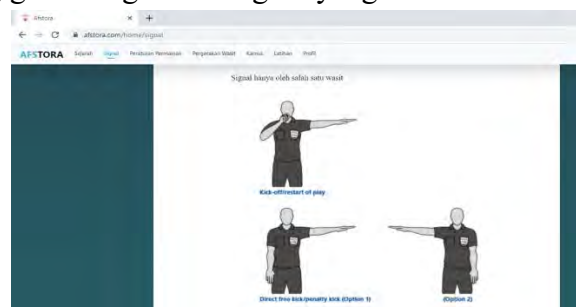 Afstora
afstora.com/home/signal
AFSTORA Sejarah Signal Peraturan Permainan Pergerakan Wasit Kamus Latihan Profil
Signal hanya oleh salah satu wasit
Kick-off/restart of play
Direct free kick/penalty kick (Option 1) (Option 2)